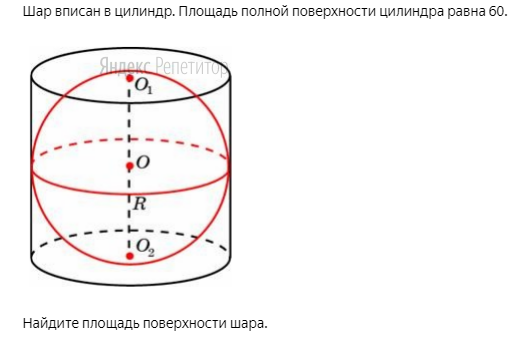 Шар вписан в цилиндр. Площадь полной поверхности цилиндра равна 60.
Яндекс Репетитор
O₁
O
R
O₂
Найдите площадь поверхности шара.